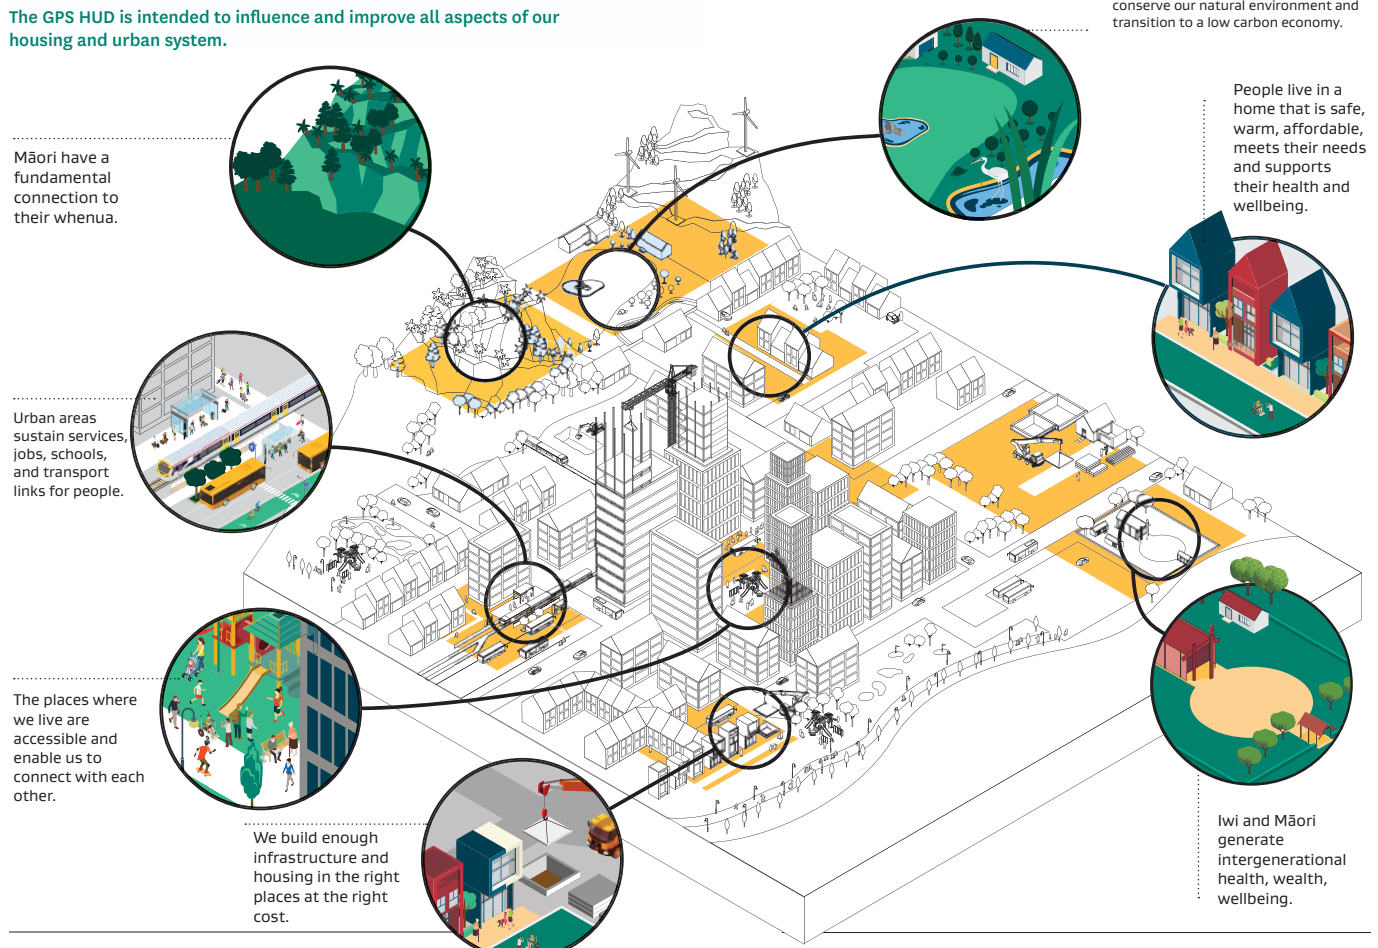 The GPS HUD is intended to influence and improve all aspects of our
housing and urban system.
conserve our natural environment and
transition to a low carbon economy.
People live in a
home that is safe,
warm, affordable,
meets their needs
and supports
their health and
wellbeing.
Māori have a
fundamental
connection to
their whenua.
Urban areas
sustain services,
jobs, schools,
and transport
links for people.
The places where
we live are
accessible and
enable us to
connect with each
other.
We build enough
infrastructure and
housing in the right
places at the right
cost.
Iwi and Māori
generate
intergenerational
health, wealth,
wellbeing.